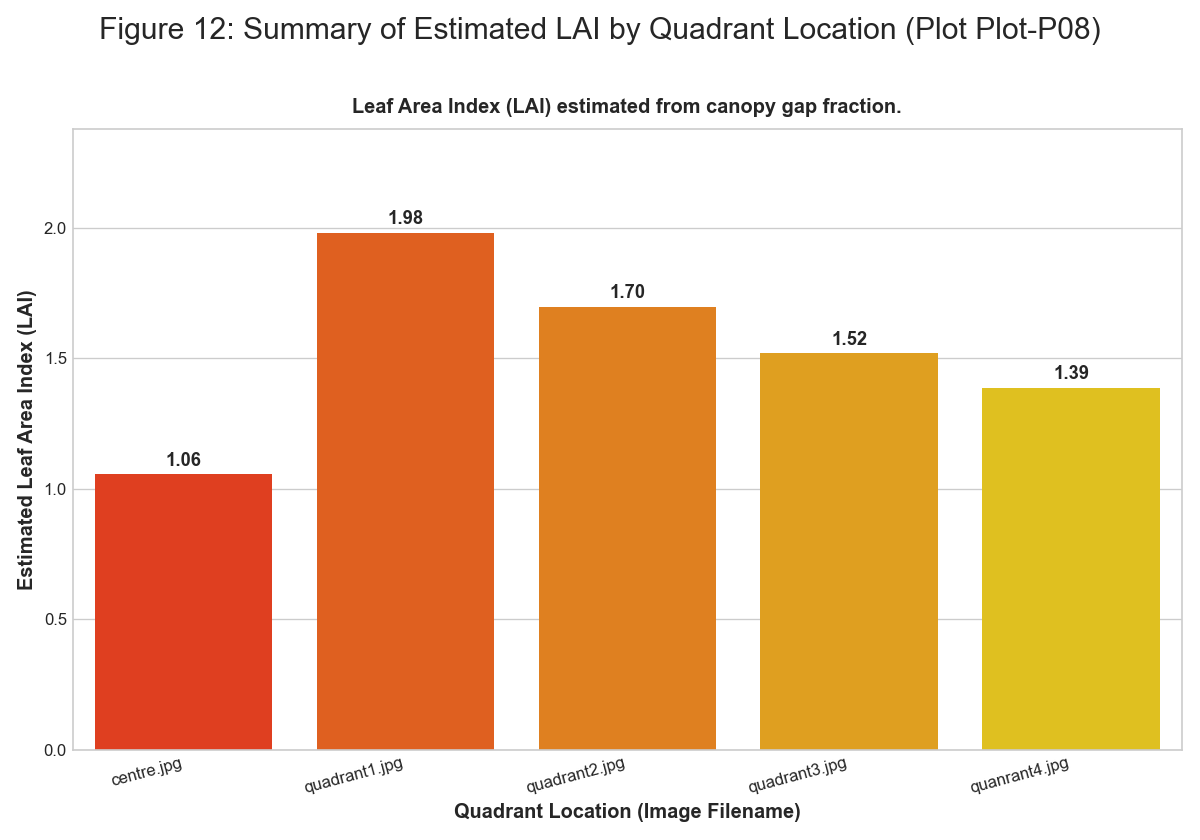 Figure 12: Summary of Estimated LAI by Quadrant Location (Plot Plot-P08)
Leaf Area Index (LAI) estimated from canopy gap fraction.
Estimated Leaf Area Index (LAI)
2.0
1.5
1.0
0.5
0.0
1.06
1.98
1.70
1.52
1.39
centre.jpg
quadrant1.jpg
quadrant2.jpg
quadrant3.jpg
quanrant4.jpg
Quadrant Location (Image Filename)